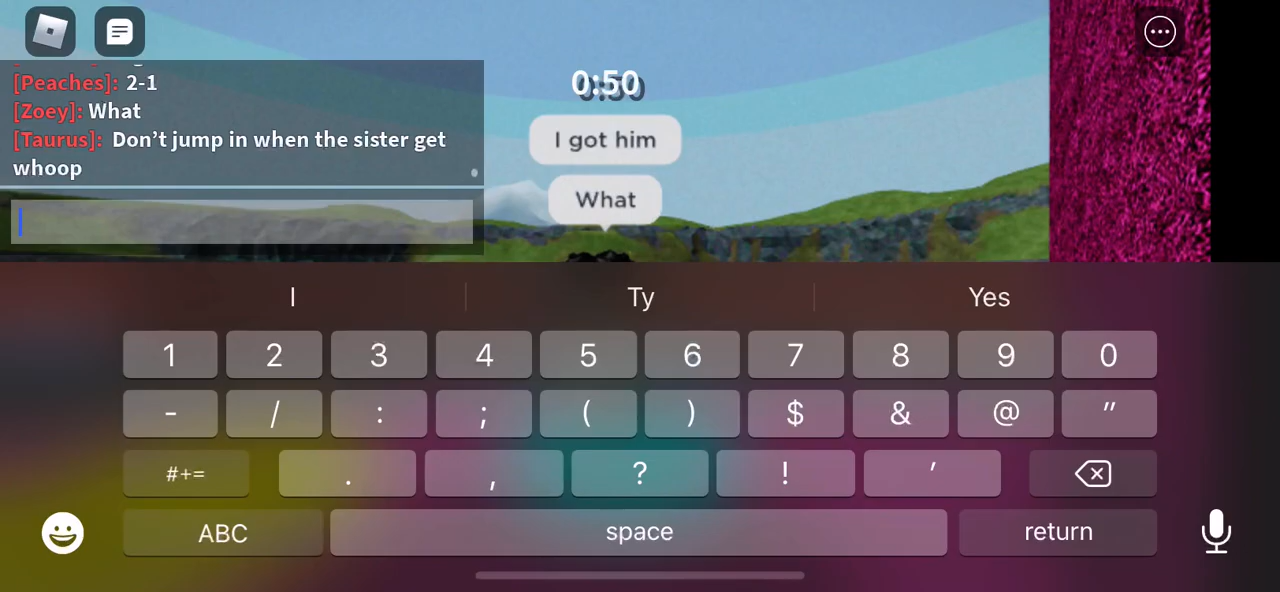 [Peaches]: 2-1
[Zoey]: What
[Taurus]: Don’t jump in when the sister get
whoop
0:50
I got him
What
I
Ty
Yes
1 2 3 4 5 6 7 8 9 0
- / : ; ( ) $ & @ "
#+= . , ? ! '
ABC space return